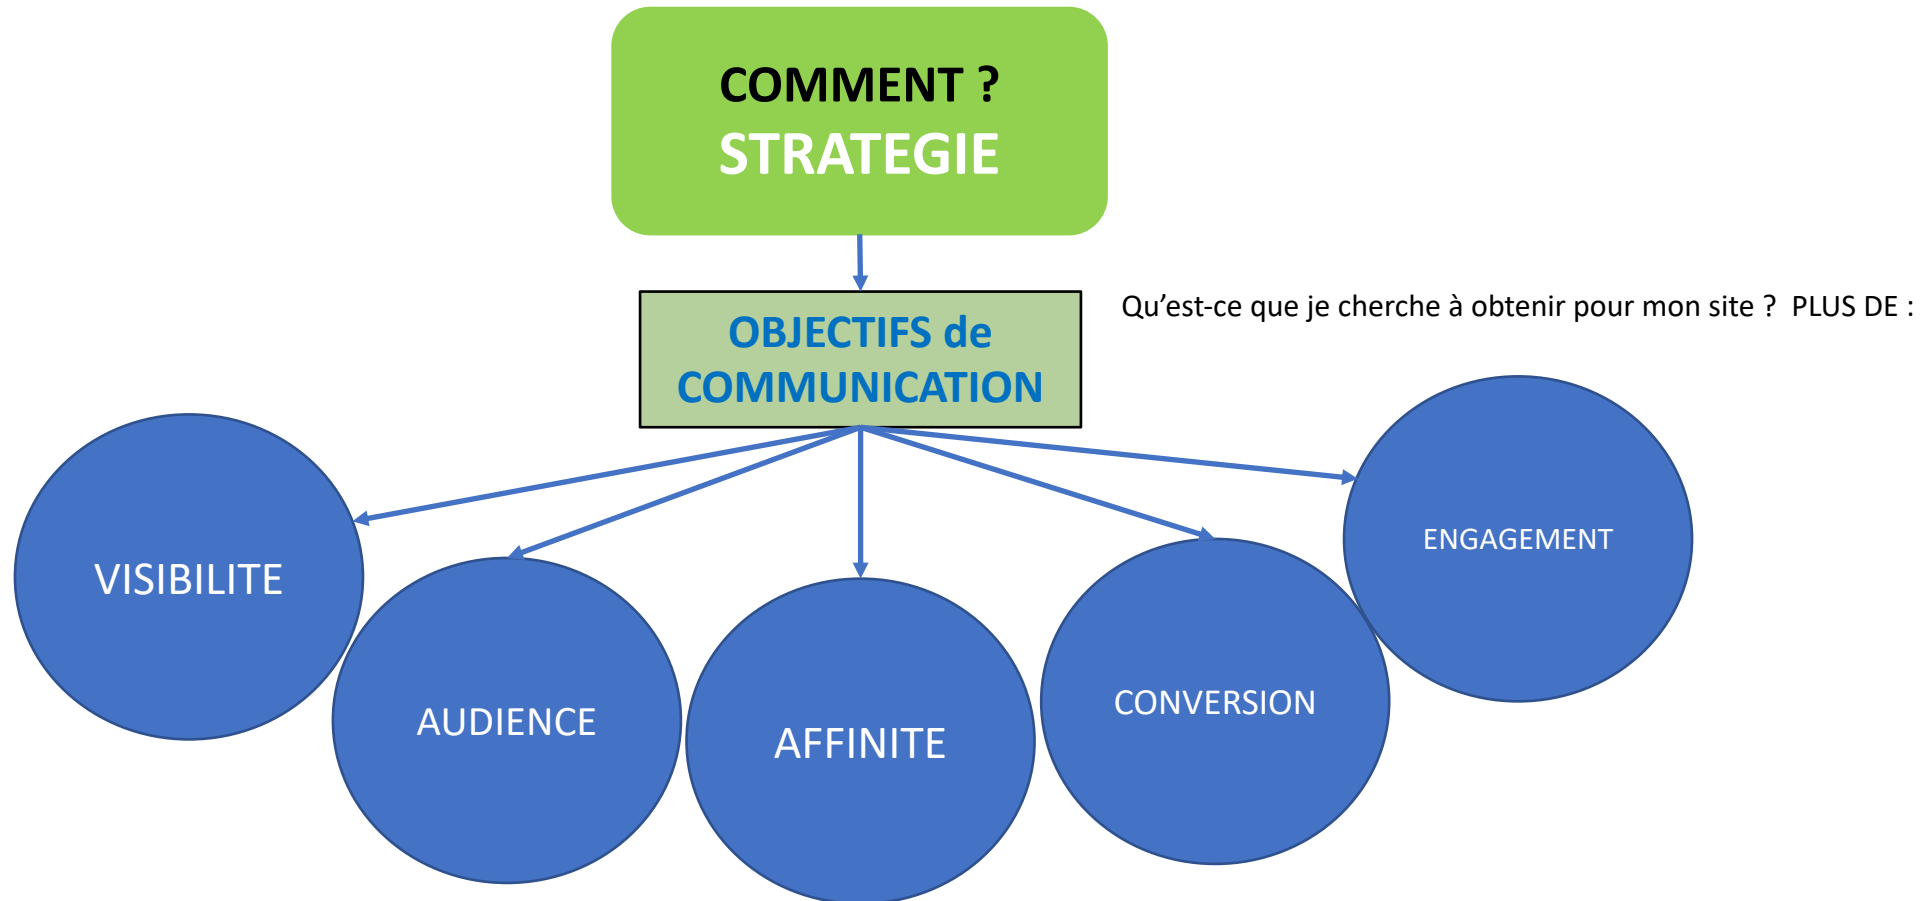 COMMENT ?
STRATEGIE
OBJECTIFS de
COMMUNICATION
Qu’est-ce que je cherche à obtenir pour mon site ?  PLUS DE :
VISIBILITE
AUDIENCE
AFFINITE
CONVERSION
ENGAGEMENT